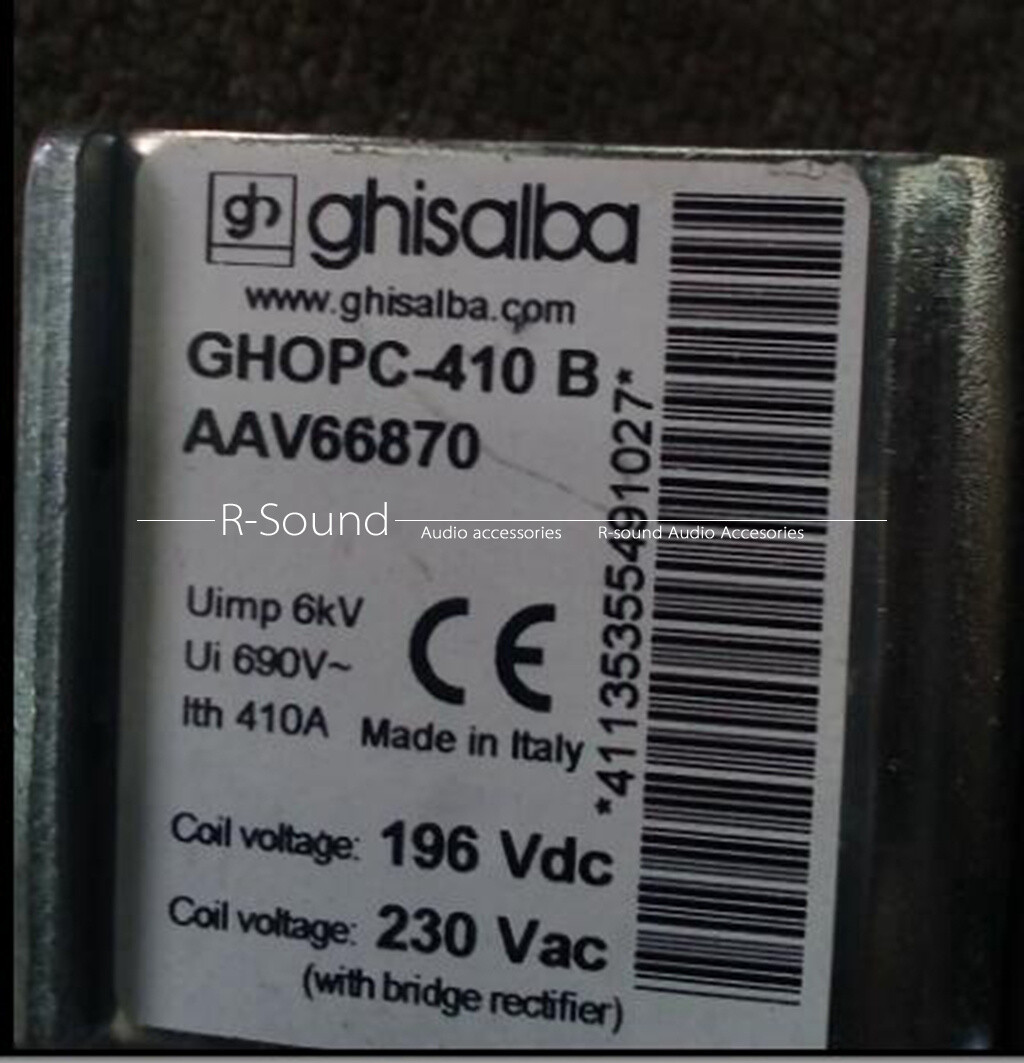 gh ghisalba
www.ghisalba.com
GHOPC-410 B
AAV66870
R-Sound Audio accessories R-sound Audio Accesories
Uimp 6kV
Ui 690V~
Ith 410A
CE
Made in Italy
*41135355491027*
Coil voltage: 196 Vdc
Coil voltage: 230 Vac
(with bridge rectifier)